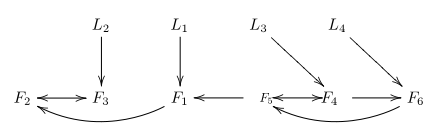 L₂ L₁ L₃ L₄
F₂ F₃ F₁ F₅ F₄ F₆